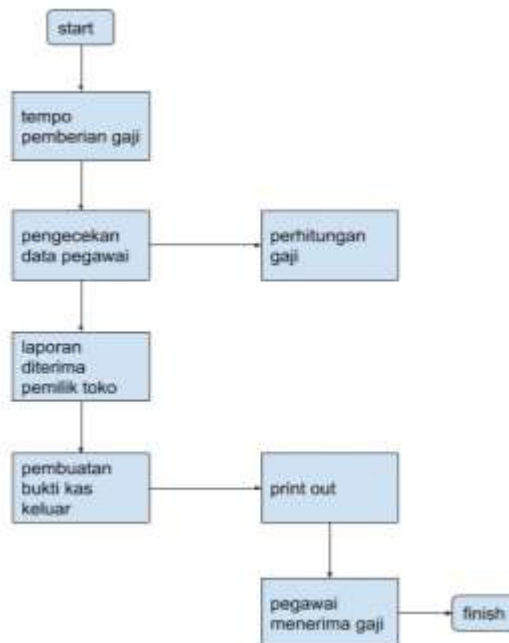 start
tempo
pemberian gaji
pengecekan
data pegawai
perhitungan
gaji
laporan
diterima
pemilik toko
pembuatan
bukti kas
keluar
print out
pegawai
menerima gaji
finish